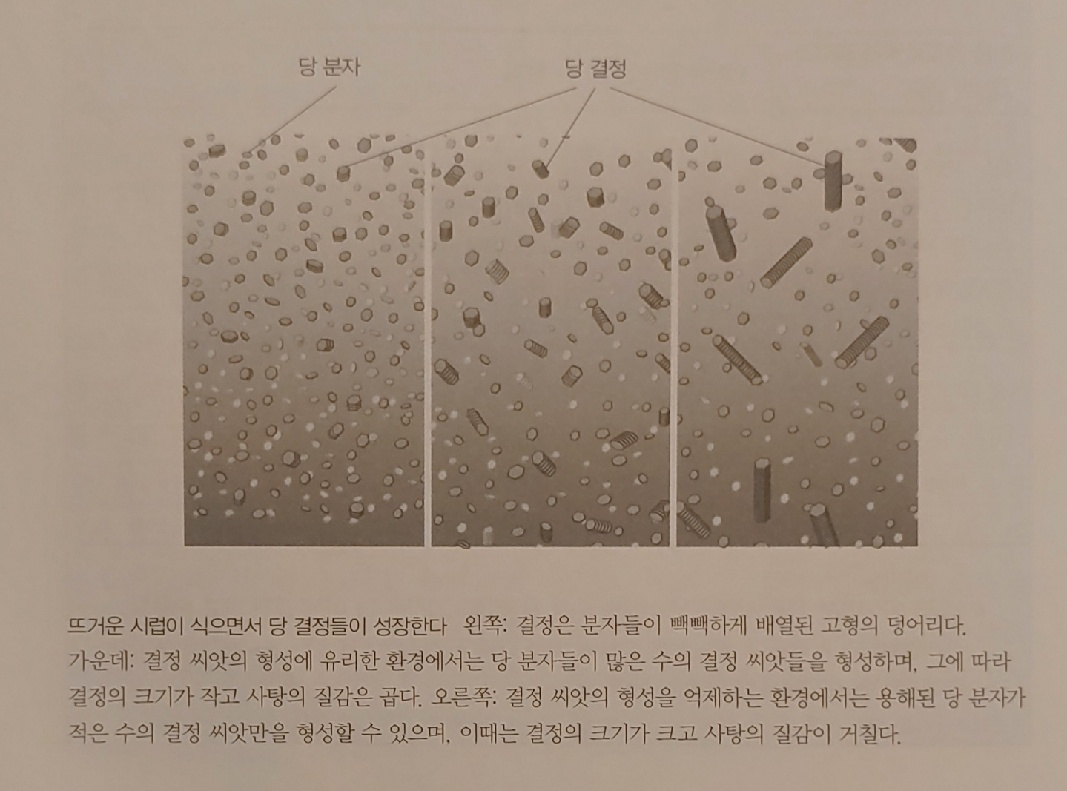 당 분자
당 결정
뜨거운 시럽이 식으면서 당 결정들이 성장한다 왼쪽: 결정은 분자들이 빽빽하게 배열된 고형의 덩어리다.
가운데: 결정 씨앗의 형성에 유리한 환경에서는 당 분자들이 많은 수의 결정 씨앗들을 형성하며, 그에 따라
결정의 크기가 작고 사탕의 질감은 곱다. 오른쪽: 결정 씨앗의 형성을 억제하는 환경에서는 용해된 당 분자가
적은 수의 결정 씨앗만을 형성할 수 있으며, 이때는 결정의 크기가 크고 사탕의 질감이 거칠다.